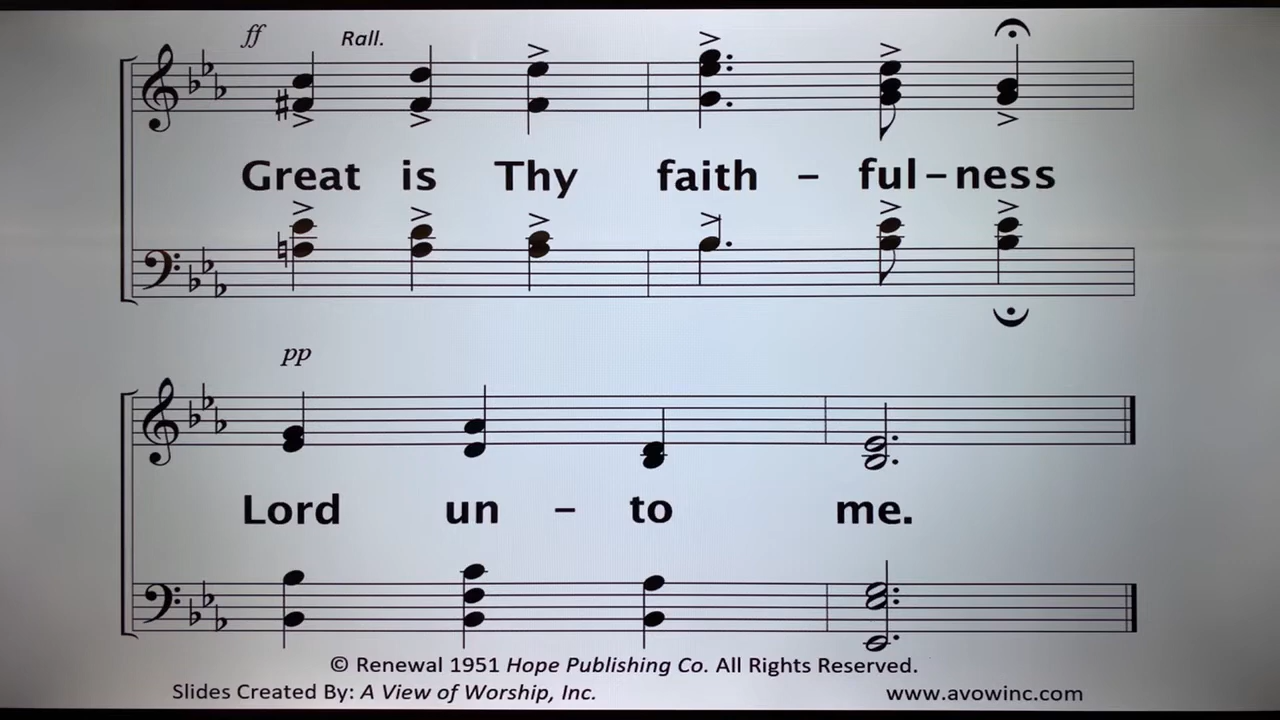 ff Rall.
Great is Thy faith - ful - ness
pp
Lord un - to me.
© Renewal 1951 Hope Publishing Co. All Rights Reserved.
Slides Created By: A View of Worship, Inc. www.avowinc.com